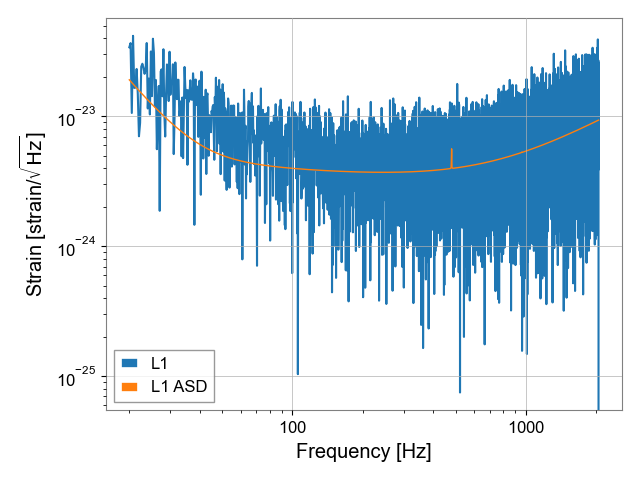 Strain [strain/√Hz]
10⁻²³
10⁻²⁴
10⁻²⁵
L1
L1 ASD
100
1000
Frequency [Hz]